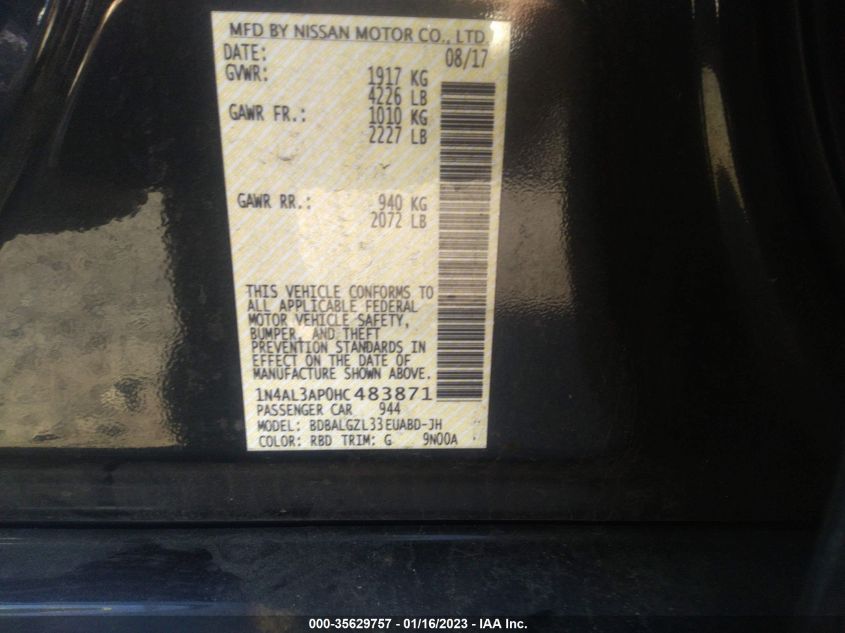 MFD BY NISSAN MOTOR CO., LTD.
DATE: 08/17
GVWR: 1917 KG
4226 LB
GAWR FR.: 1010 KG
2227 LB
GAWR RR.: 940 KG
2072 LB
THIS VEHICLE CONFORMS TO
ALL APPLICABLE FEDERAL
MOTOR VEHICLE SAFETY,
BUMPER, AND THEFT
PREVENTION STANDARDS IN
EFFECT ON THE DATE OF
MANUFACTURE SHOWN ABOVE.
1N4AL3AP0HC483871
PASSENGER CAR 944
MODEL: BDBALGZL33EUABD-JH
COLOR: RBD TRIM: G 9N00A
000-35629757 - 01/16/2023 - IAA Inc.